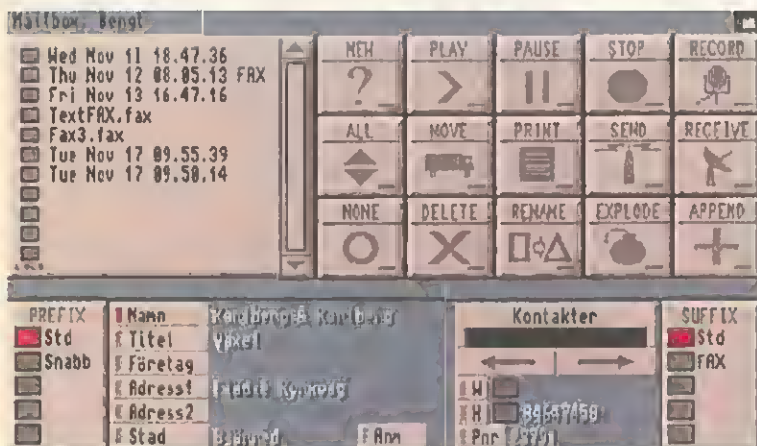 Mailbox: Bengt
Wed Nov 11 18.47.36
Thu Nov 12 08.05.13 FAX
Fri Nov 13 16.47.16
TextFAX.fax
Fax3.fax
Tue Nov 17 09.55.39
Tue Nov 17 09.50.14
NEW PLAY PAUSE STOP RECORD
ALL MOVE PRINT SEND RECEIVE
NONE DELETE RENAME EXPLODE APPEND
PREFIX
Std
Snabb
Namn
Titel Växel
Företag
Adress1
Adress2
Stad
Ann
Kontakter
W
H
Pnr
SUFFIX
Std
FAX